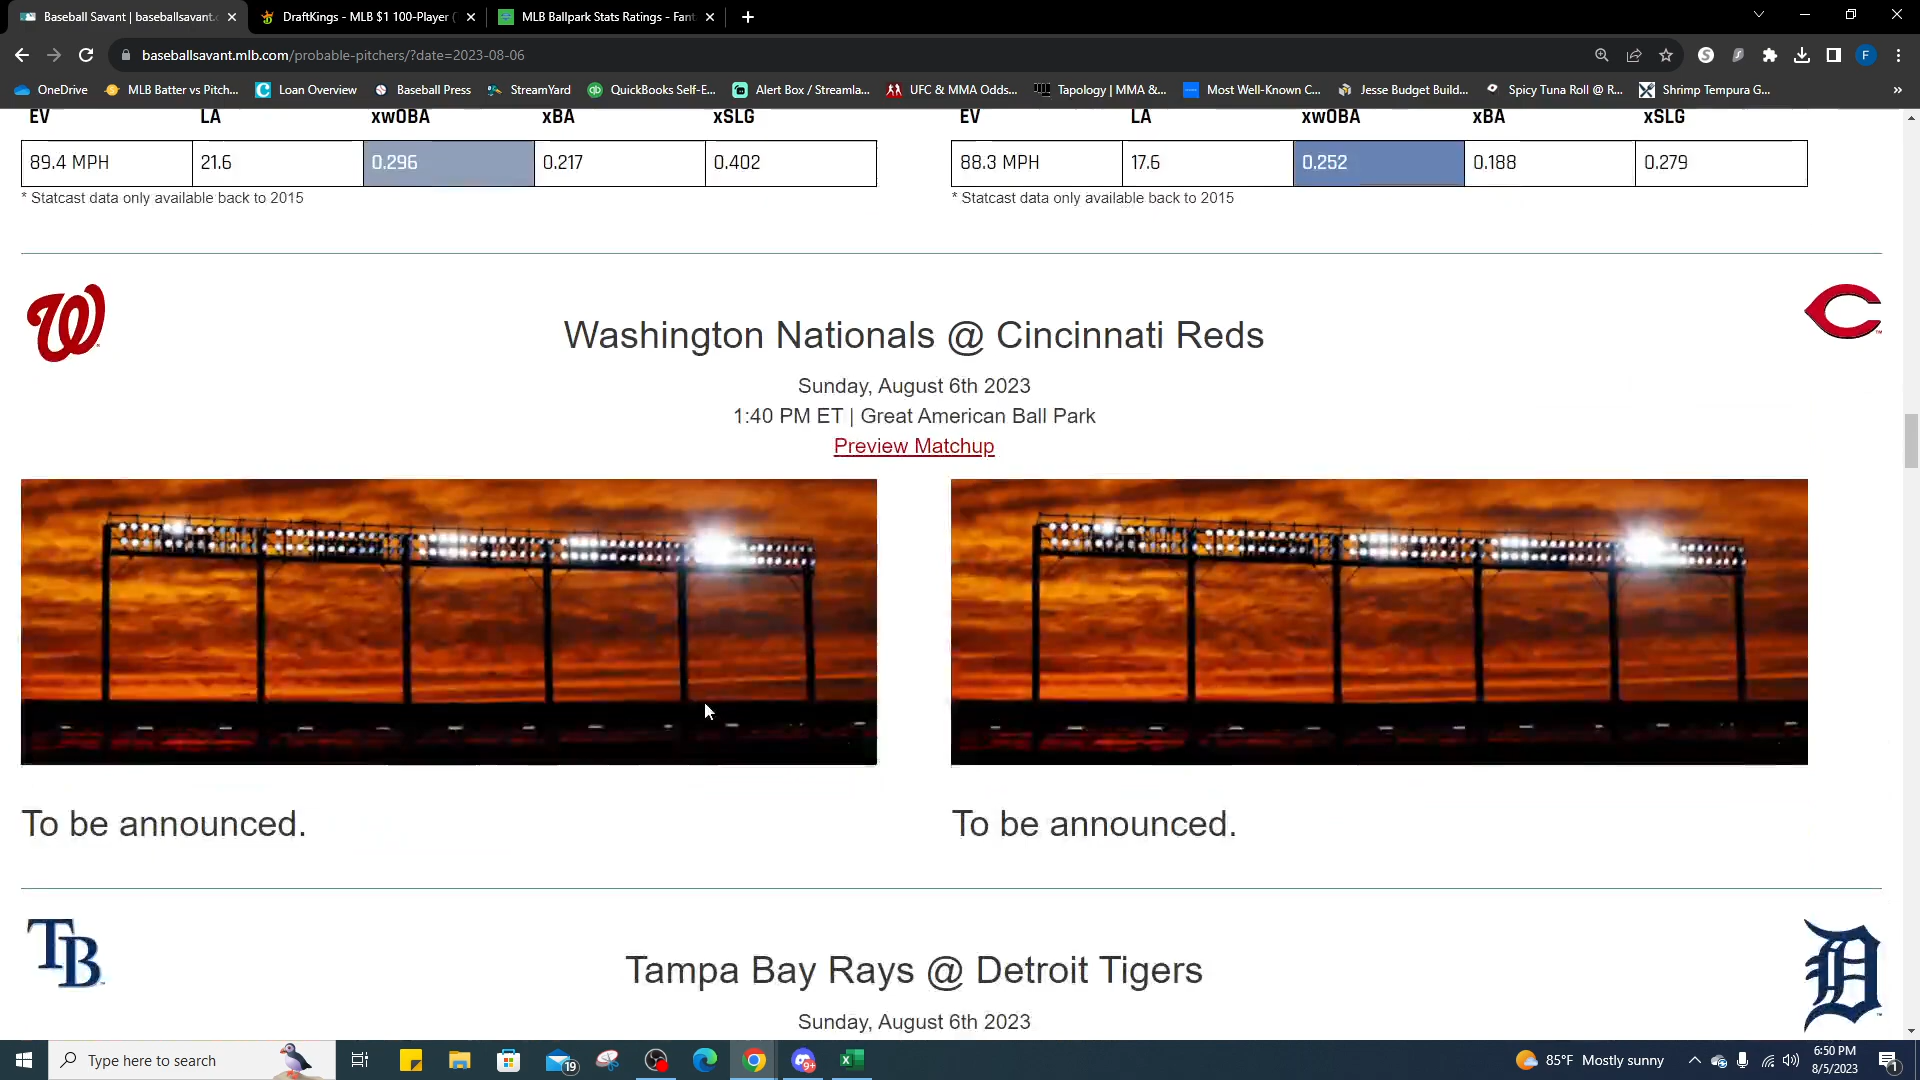 Baseball Savant | baseballsavant.
DraftKings - MLB $1 100-Player (
MLB Ballpark Stats Ratings - Fant
baseballsavant.mlb.com/probable-pitchers/?date=2023-08-06
F
OneDrive
MLB Batter vs Pitch...
Loan Overview
Baseball Press
StreamYard
QuickBooks Self-E...
Alert Box / Streamla...
UFC & MMA Odds...
Tapology | MMA &...
Most Well-Known C...
Jesse Budget Build...
Spicy Tuna Roll @ R...
Shrimp Tempura G...
»
EV LA xwOBA xBA xSLG
89.4 MPH 21.6 0.296 0.217 0.402
* Statcast data only available back to 2015
EV LA xwOBA xBA xSLG
88.3 MPH 17.6 0.252 0.188 0.279
* Statcast data only available back to 2015
W
C
Washington Nationals @ Cincinnati Reds
Sunday, August 6th 2023
1:40 PM ET | Great American Ball Park
Preview Matchup
To be announced.
To be announced.
TB
D
Tampa Bay Rays @ Detroit Tigers
Sunday, August 6th 2023
Type here to search
19
9+
85°F Mostly sunny
6:50 PM
8/5/2023
1